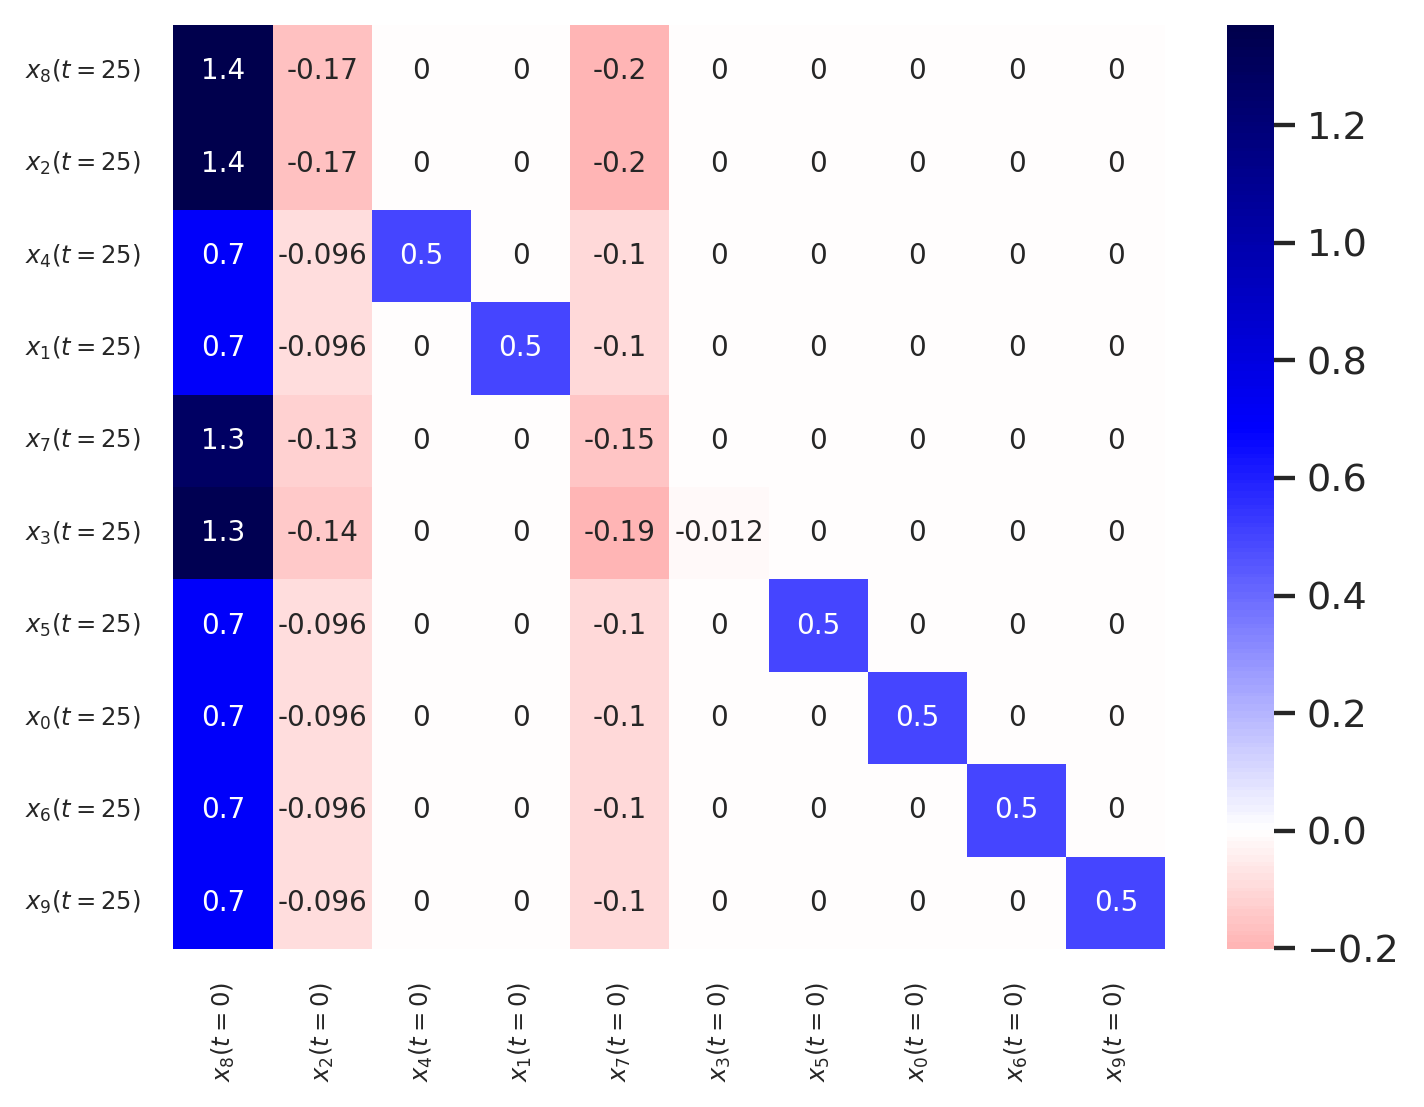 x₈(t = 25) 1.4 -0.17 0 0 -0.2 0 0 0 0 0
x₂(t = 25) 1.4 -0.17 0 0 -0.2 0 0 0 0 0
x₄(t = 25) 0.7 -0.096 0.5 0 -0.1 0 0 0 0 0
x₁(t = 25) 0.7 -0.096 0 0.5 -0.1 0 0 0 0 0
x₇(t = 25) 1.3 -0.13 0 0 -0.15 0 0 0 0 0
x₃(t = 25) 1.3 -0.14 0 0 -0.19 -0.012 0 0 0 0
x₅(t = 25) 0.7 -0.096 0 0 -0.1 0 0.5 0 0 0
x₀(t = 25) 0.7 -0.096 0 0 -0.1 0 0 0.5 0 0
x₆(t = 25) 0.7 -0.096 0 0 -0.1 0 0 0 0.5 0
x₉(t = 25) 0.7 -0.096 0 0 -0.1 0 0 0 0 0.5
x₈(t = 0) x₂(t = 0) x₄(t = 0) x₁(t = 0) x₇(t = 0) x₃(t = 0) x₅(t = 0) x₀(t = 0) x₆(t = 0) x₉(t = 0)
1.2
1.0
0.8
0.6
0.4
0.2
0.0
−0.2